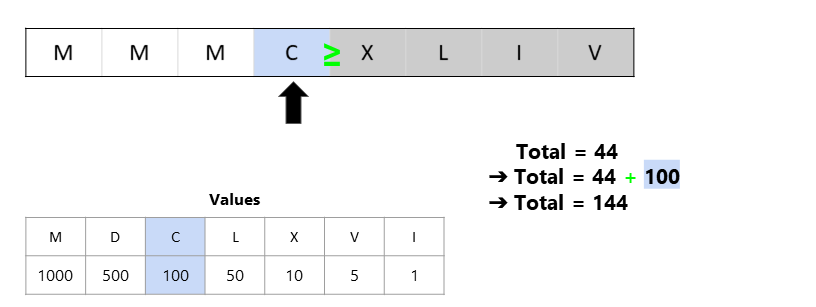 M M M C ≥ X L I V
Total = 44
➔ Total = 44 + 100
➔ Total = 144
Values
M D C L X V I
1000 500 100 50 10 5 1